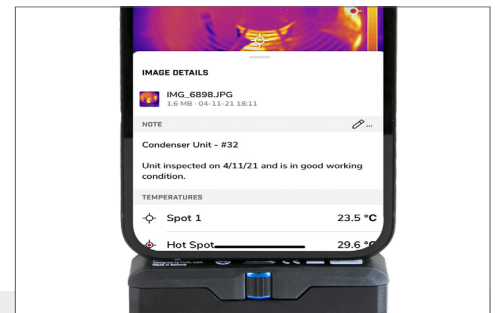 IMAGE DETAILS
IMG_6898.JPG
1.6 MB · 04-11-21 18:11
NOTE
...
Condenser Unit - #32
Unit inspected on 4/11/21 and is in good working
condition.
TEMPERATURES
Spot 1 23.5 °C
Hot Spot 29.6 °C